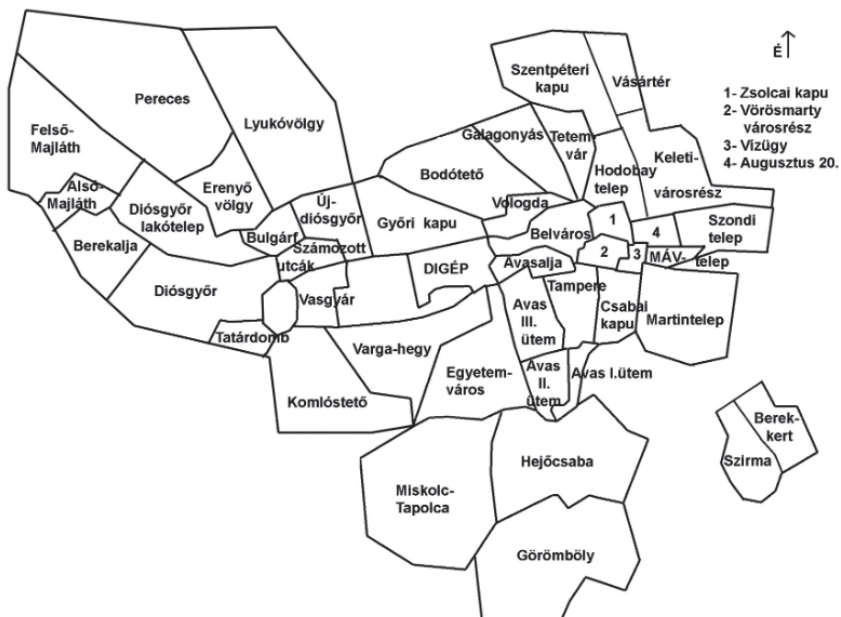 É
1- Zsolcai kapu
2- Vörösmarty
városrész
3- Vízügy
4- Augusztus 20.
Szentpéteri
kapu
Vásártér
Pereces
Lyukóvölgy
Felső-
Majláth
Galagonyás
Tetem-
vár
Keleti-
városrész
Hodobay
telep
Bodótető
Alsó-
Majláth
Erenyő
völgy
Diósgyőr
lakótelep
Új-
diósgyőr
Győri kapu
Vologda
Belváros
1
4
Szondi
telep
Bulgárf
Számozott
utcák
Berekalja
2
3
MÁV-
telep
Avasalja
DIGÉP
Diósgyőr
Vasgyár
Tampere
Csabai
kapu
Martintelep
Avas
III.
ütem
Tatárdomb
Varga-hegy
Egyetem-
város
Avas
II.
ütem
Avas I.ütem
Komlóstető
Berek-
kert
Szirma
Hejőcsaba
Miskolc-
Tapolca
Görömböly